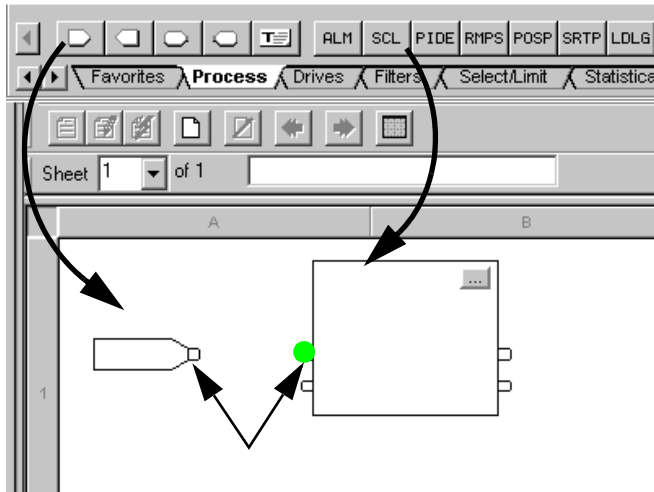 ALM SCL PIDE RMPS POSP SRTP LDLG
Favorites Process Drives Filters Select/Limit Statistica
Sheet 1 of 1
A B
...
1